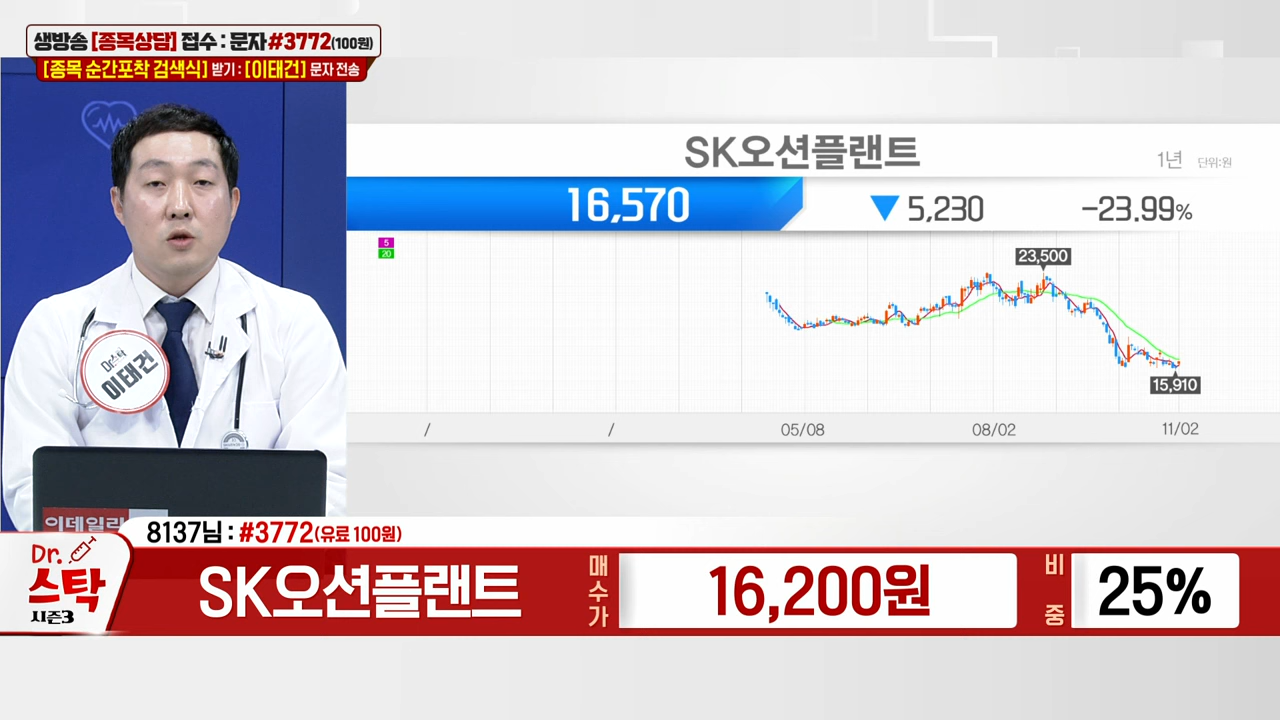 생방송 [종목상담] 접수 : 문자#3772(100원)
[종목 순간포착 검색식] 받기 : [이태건] 문자 전송
SK오션플랜트
1년 단위:원
16,570 ▼ 5,230 -23.99%
5
20
23,500
15,910
/ / 05/08 08/02 11/02
Dr.스탁
이태건
이데일리
8137님 : #3772(유료 100원)
Dr.
스탁
시즌3
SK오션플랜트 매수가 16,200원 비중 25%